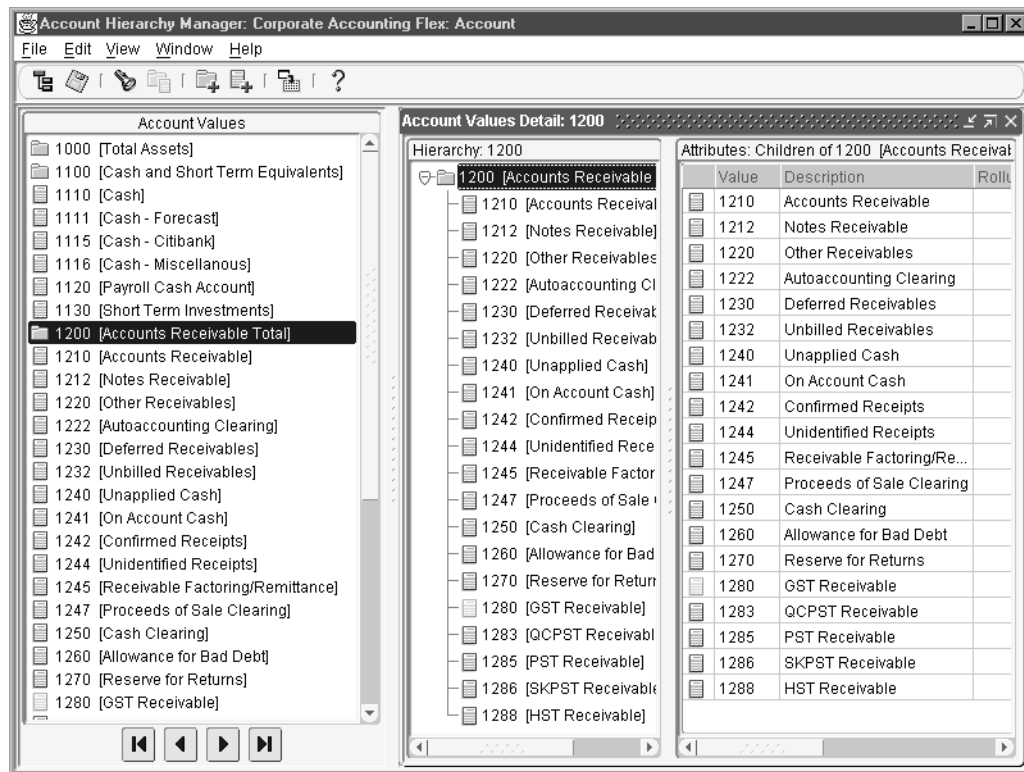 Account Hierarchy Manager: Corporate Accounting Flex: Account
File Edit View Window Help
Account Values
1000 [Total Assets]
1100 [Cash and Short Term Equivalents]
1110 [Cash]
1111 [Cash - Forecast]
1115 [Cash - Citibank]
1116 [Cash - Miscellanous]
1120 [Payroll Cash Account]
1130 [Short Term Investments]
1200 [Accounts Receivable Total]
1210 [Accounts Receivable]
1212 [Notes Receivable]
1220 [Other Receivables]
1222 [Autoaccounting Clearing]
1230 [Deferred Receivables]
1232 [Unbilled Receivables]
1240 [Unapplied Cash]
1241 [On Account Cash]
1242 [Confirmed Receipts]
1244 [Unidentified Receipts]
1245 [Receivable Factoring/Remittance]
1247 [Proceeds of Sale Clearing]
1250 [Cash Clearing]
1260 [Allowance for Bad Debt]
1270 [Reserve for Returns]
1280 [GST Receivable]
Account Values Detail: 1200
Hierarchy: 1200
1200 [Accounts Receivable
1210 [Accounts Receival
1212 [Notes Receivable]
1220 [Other Receivables
1222 [Autoaccounting Cl
1230 [Deferred Receivab
1232 [Unbilled Receivab
1240 [Unapplied Cash]
1241 [On Account Cash]
1242 [Confirmed Receip
1244 [Unidentified Rece
1245 [Receivable Factor
1247 [Proceeds of Sale
1250 [Cash Clearing]
1260 [Allowance for Bad
1270 [Reserve for Returr
1280 [GST Receivable]
1283 [QCPST Receivabl
1285 [PST Receivable]
1286 [SKPST Receivable
1288 [HST Receivable]
Attributes: Children of 1200 [Accounts Receival
Value Description Rollu
1210 Accounts Receivable
1212 Notes Receivable
1220 Other Receivables
1222 Autoaccounting Clearing
1230 Deferred Receivables
1232 Unbilled Receivables
1240 Unapplied Cash
1241 On Account Cash
1242 Confirmed Receipts
1244 Unidentified Receipts
1245 Receivable Factoring/Re...
1247 Proceeds of Sale Clearing
1250 Cash Clearing
1260 Allowance for Bad Debt
1270 Reserve for Returns
1280 GST Receivable
1283 QCPST Receivable
1285 PST Receivable
1286 SKPST Receivable
1288 HST Receivable